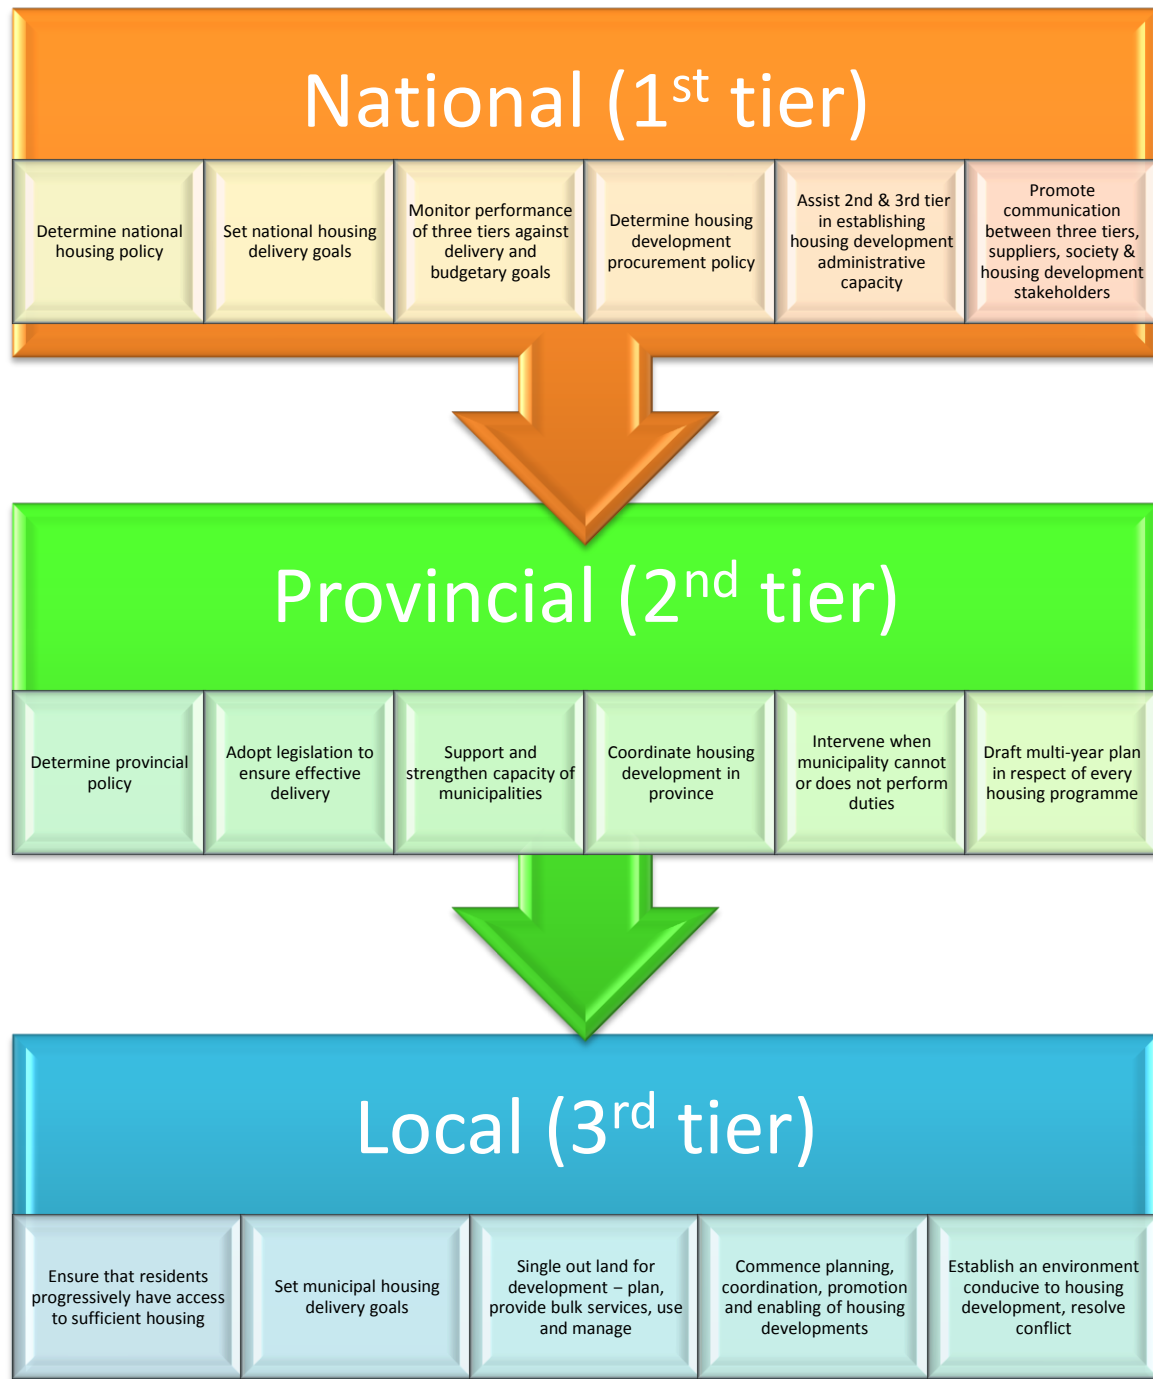 National (1st tier)
Determine national
housing policy
Set national housing
delivery goals
Monitor performance
of three tiers against
delivery and
budgetary goals
Determine housing
development
procurement policy
Assist 2nd & 3rd tier
in establishing
housing development
administrative
capacity
Promote
communication
between three tiers,
suppliers, society &
housing development
stakeholders
Provincial (2nd tier)
Determine provincial
policy
Adopt legislation to
ensure effective
delivery
Support and
strengthen capacity of
municipalities
Coordinate housing
development in
province
Intervene when
municipality cannot
or does not perform
duties
Draft multi-year plan
in respect of every
housing programme
Local (3rd tier)
Ensure that residents
progressively have access
to sufficient housing
Set municipal housing
delivery goals
Single out land for
development – plan,
provide bulk services, use
and manage
Commence planning,
coordination, promotion
and enabling of housing
developments
Establish an environment
conducive to housing
development, resolve
conflict